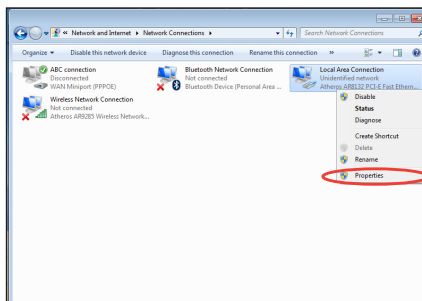 « Network and Internet ▸ Network Connections ▸
Search Network Connections
Organize ▾ Disable this network device Diagnose this connection Rename this connection »
ABC connection
Disconnected
WAN Miniport (PPPOE)
Bluetooth Network Connection
Not connected
Bluetooth Device (Personal Area ...
Local Area Connection
Unidentified network
Atheros AR8132 PCI-E Fast Ethern...
Wireless Network Connection
Not connected
Atheros AR9285 Wireless Network...
Disable
Status
Diagnose
Create Shortcut
Delete
Rename
Properties